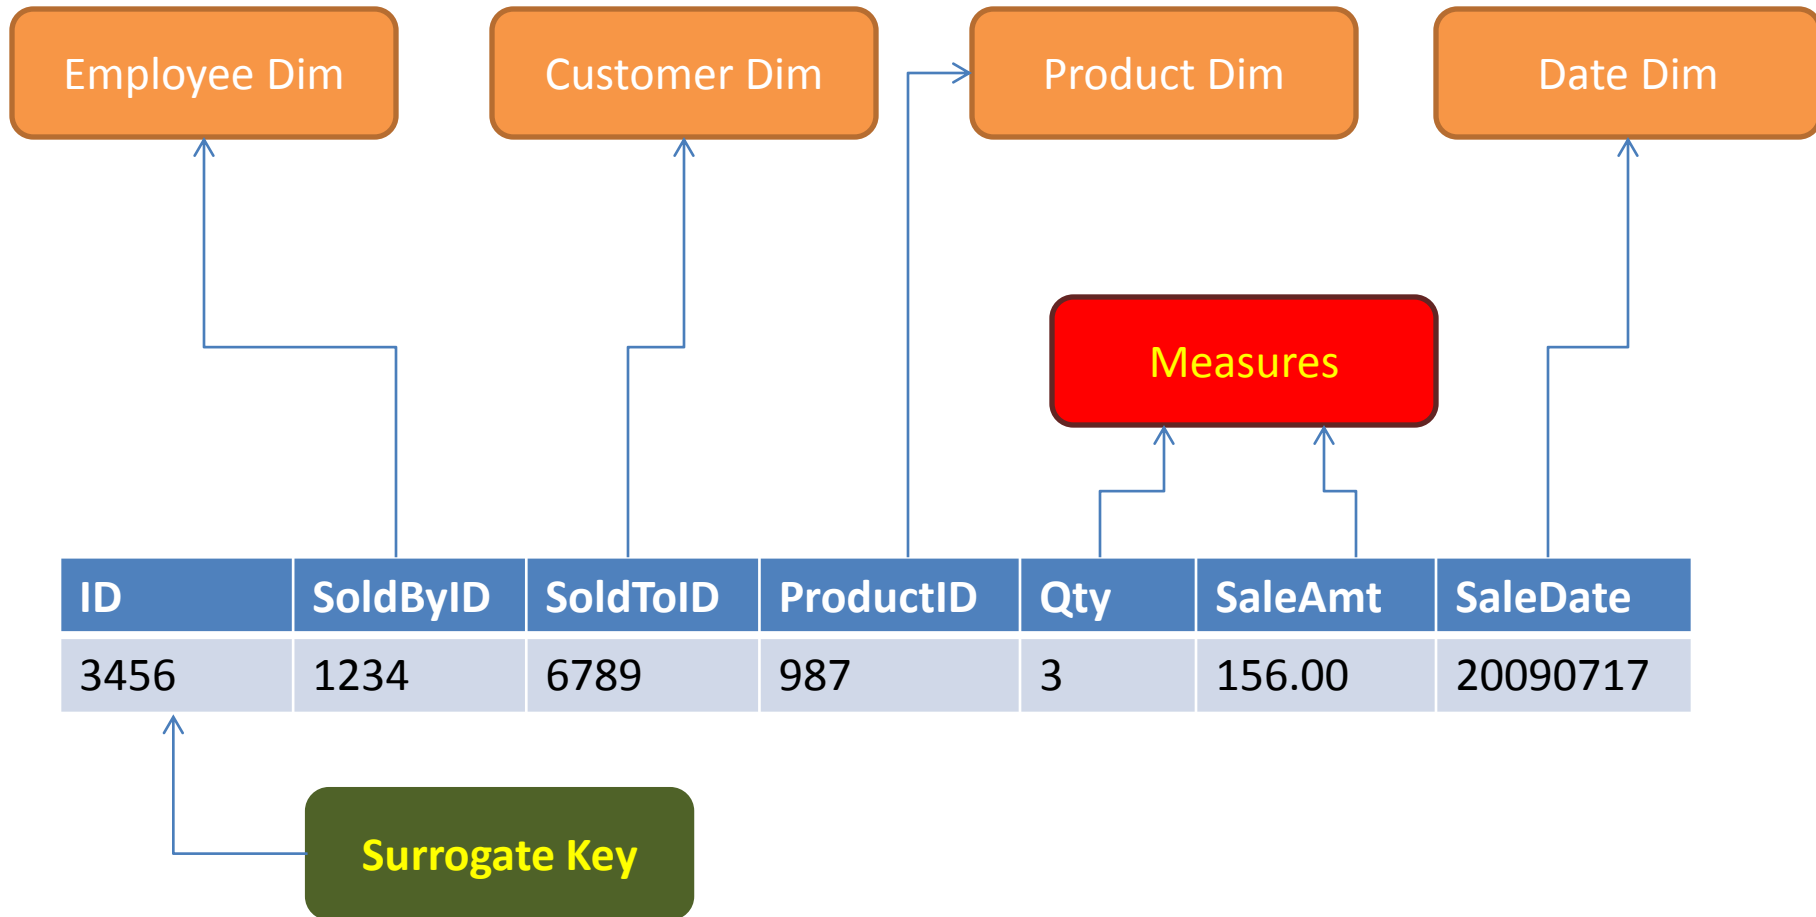 Employee Dim
Customer Dim
Product Dim
Date Dim
Measures
ID SoldByID SoldToID ProductID Qty SaleAmt SaleDate
3456 1234 6789 987 3 156.00 20090717
Surrogate Key